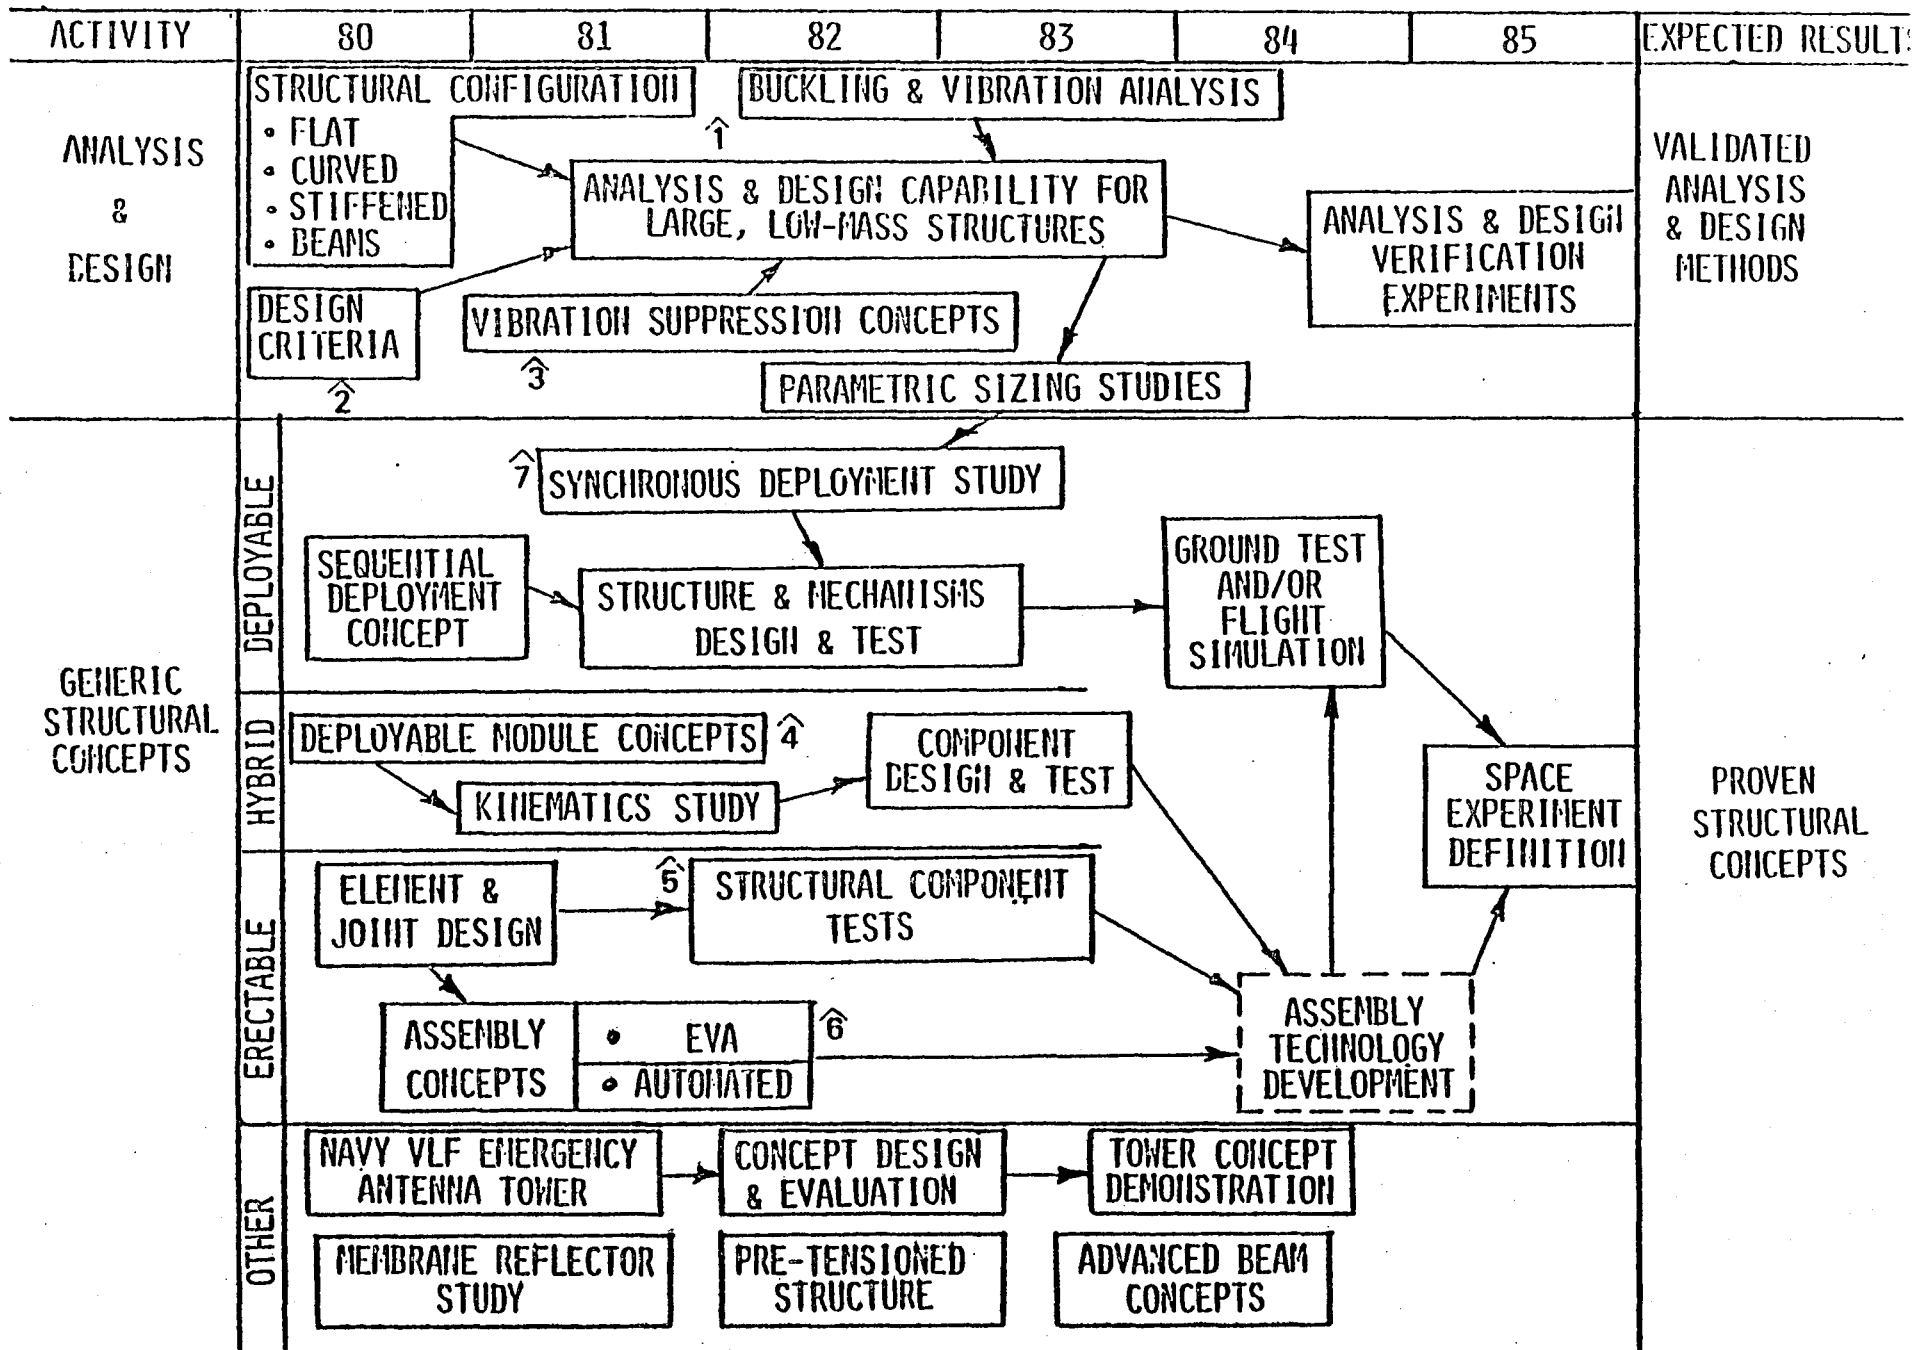 ACTIVITY 80 81 82 83 84 85 EXPECTED RESULTS
ANALYSIS
&
DESIGN
STRUCTURAL CONFIGURATION
• FLAT
• CURVED
• STIFFENED
• BEAMS
BUCKLING & VIBRATION ANALYSIS
1
ANALYSIS & DESIGN CAPABILITY FOR
LARGE, LOW-MASS STRUCTURES
ANALYSIS & DESIGN
VERIFICATION
EXPERIMENTS
VALIDATED
ANALYSIS
& DESIGN
METHODS
DESIGN
CRITERIA
2
VIBRATION SUPPRESSION CONCEPTS
3
PARAMETRIC SIZING STUDIES
GENERIC
STRUCTURAL
CONCEPTS
DEPLOYABLE
7
SYNCHRONOUS DEPLOYMENT STUDY
SEQUENTIAL
DEPLOYMENT
CONCEPT
STRUCTURE & MECHANISMS
DESIGN & TEST
GROUND TEST
AND/OR
FLIGHT
SIMULATION
HYBRID
DEPLOYABLE MODULE CONCEPTS
4
KINEMATICS STUDY
COMPONENT
DESIGN & TEST
SPACE
EXPERIMENT
DEFINITION
PROVEN
STRUCTURAL
CONCEPTS
ERECTABLE
ELEMENT &
JOINT DESIGN
5
STRUCTURAL COMPONENT
TESTS
ASSEMBLY
CONCEPTS
• EVA
• AUTOMATED
6
ASSEMBLY
TECHNOLOGY
DEVELOPMENT
OTHER
NAVY VLF EMERGENCY
ANTENNA TOWER
CONCEPT DESIGN
& EVALUATION
TOWER CONCEPT
DEMONSTRATION
MEMBRANE REFLECTOR
STUDY
PRE-TENSIONED
STRUCTURE
ADVANCED BEAM
CONCEPTS